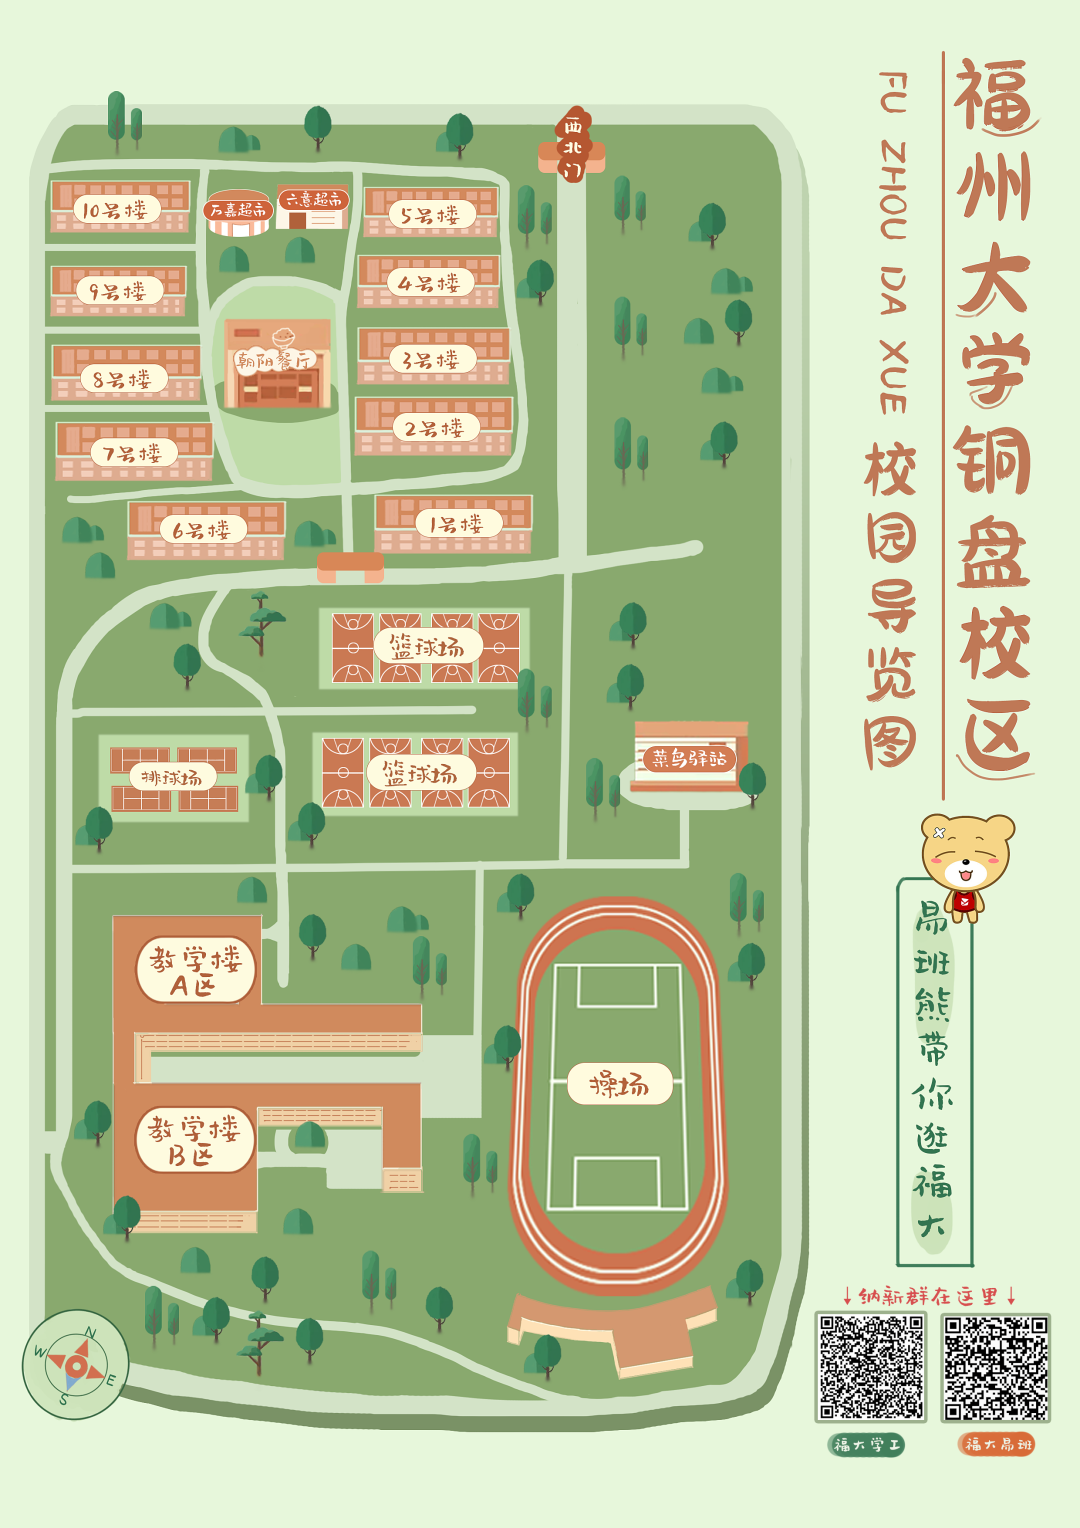 福州大学铜盘校区
FU ZHOU DA XUE
校园导览图
西北门
10号楼
万嘉超市
六意超市
5号楼
9号楼
4号楼
朝阳餐厅
3号楼
8号楼
2号楼
7号楼
6号楼
1号楼
篮球场
排球场
篮球场
菜鸟驿站
教学楼
A区
操场
教学楼
B区
易班熊带你逛福大
↓纳新群在这里↓
福大学工
福大易班
N
W
E
S